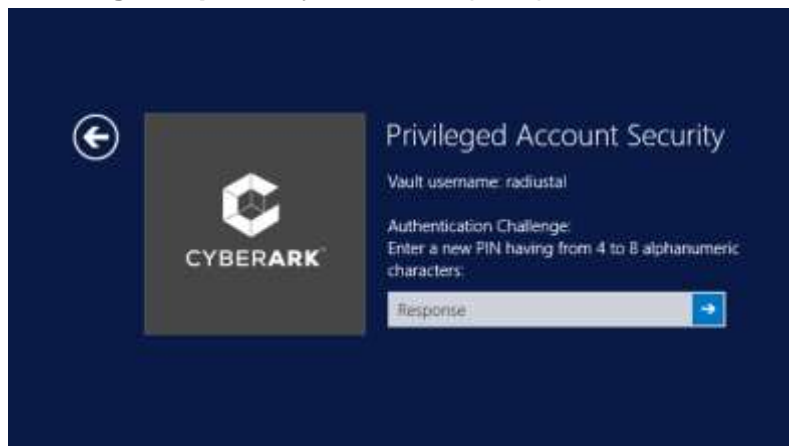 Privileged Account Security
Vault username: radiustal
Authentication Challenge:
Enter a new PIN having from 4 to 8 alphanumeric
characters:
CYBERARK
Response